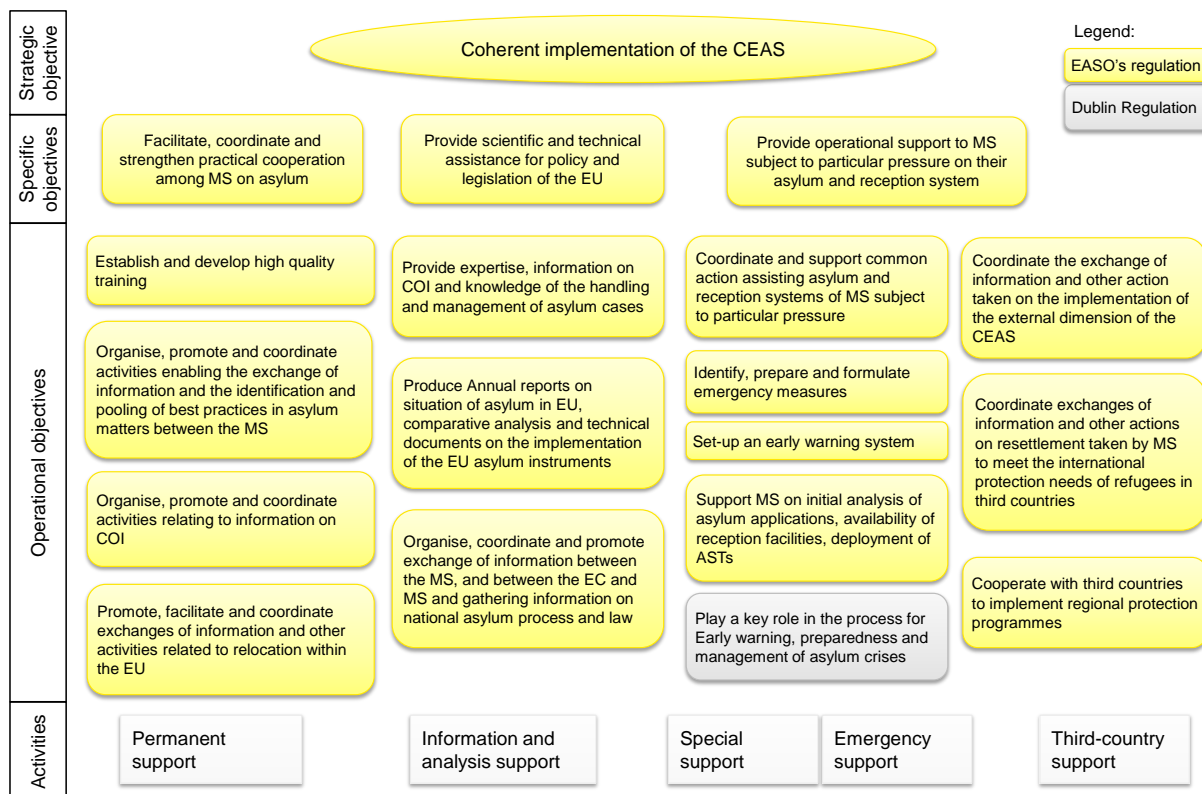 Strategic
objective
Coherent implementation of the CEAS
Legend:
EASO's regulation
Dublin Regulation
Specific
objectives
Facilitate, coordinate and
strengthen practical cooperation
among MS on asylum
Provide scientific and technical
assistance for policy and
legislation of the EU
Provide operational support to MS
subject to particular pressure on their
asylum and reception system
Operational objectives
Establish and develop high quality
training
Organise, promote and coordinate
activities enabling the exchange of
information and the identification and
pooling of best practices in asylum
matters between the MS
Organise, promote and coordinate
activities relating to information on
COI
Promote, facilitate and coordinate
exchanges of information and other
activities related to relocation within
the EU
Provide expertise, information on
COI and knowledge of the handling
and management of asylum cases
Produce Annual reports on
situation of asylum in EU,
comparative analysis and technical
documents on the implementation
of the EU asylum instruments
Organise, coordinate and promote
exchange of information between
the MS, and between the EC and
MS and gathering information on
national asylum process and law
Coordinate and support common
action assisting asylum and
reception systems of MS subject
to particular pressure
Identify, prepare and formulate
emergency measures
Set-up an early warning system
Support MS on initial analysis of
asylum applications, availability of
reception facilities, deployment of
ASTs
Play a key role in the process for
Early warning, preparedness and
management of asylum crises
Coordinate the exchange of
information and other action
taken on the implementation of
the external dimension of the
CEAS
Coordinate exchanges of
information and other actions
on resettlement taken by MS
to meet the international
protection needs of refugees in
third countries
Cooperate with third countries
to implement regional protection
programmes
Activities
Permanent
support
Information and
analysis support
Special
support
Emergency
support
Third-country
support